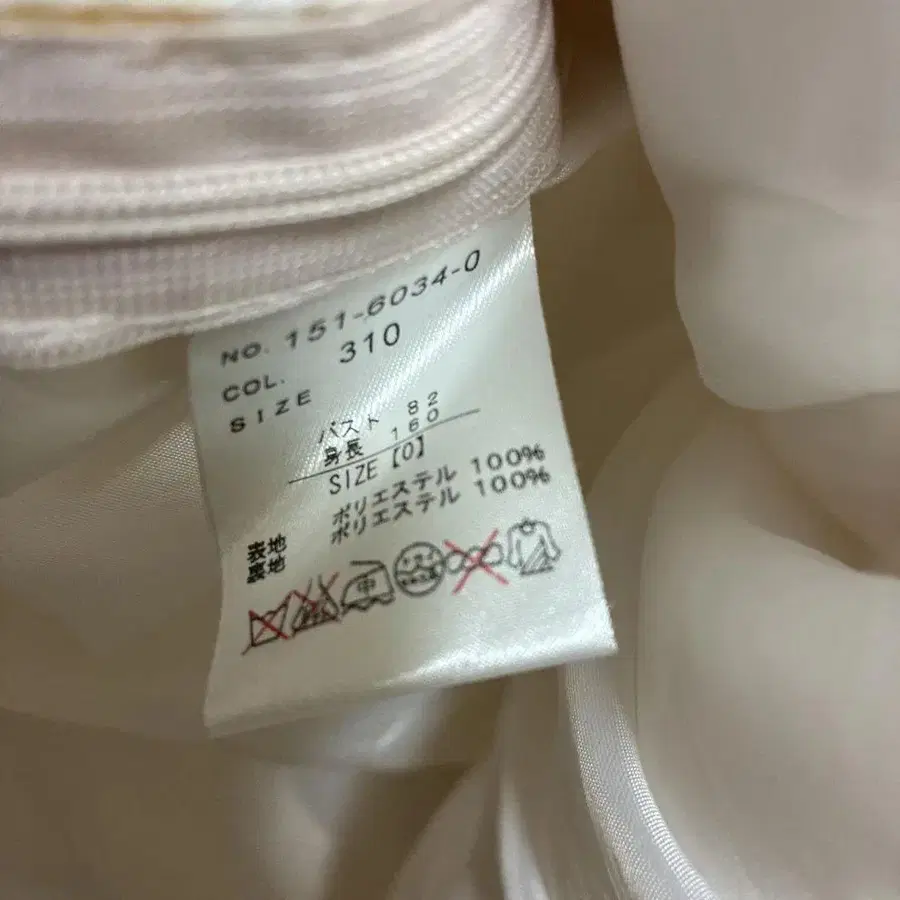 NO. 151-6034-0
COL. 310
SIZE
バスト 82
身長 160
SIZE【0】
表地 ポリエステル 100%
裏地 ポリエステル 100%
中